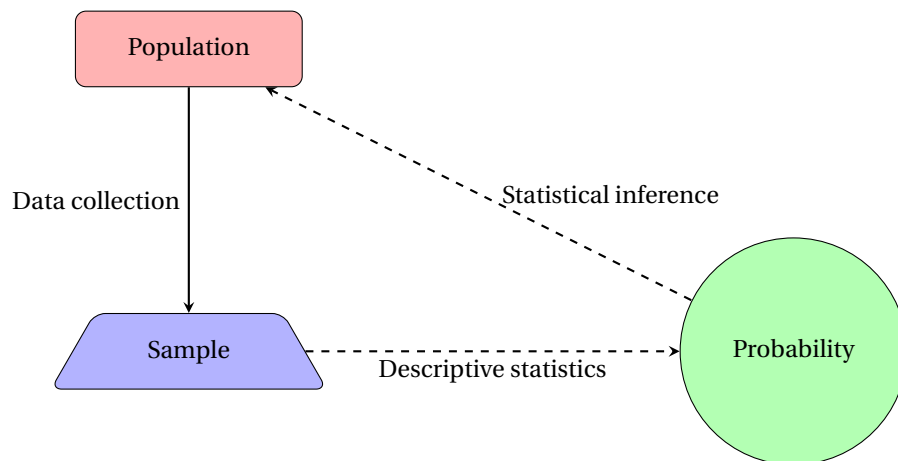 Population
Data collection
Statistical inference
Sample
Descriptive statistics
Probability